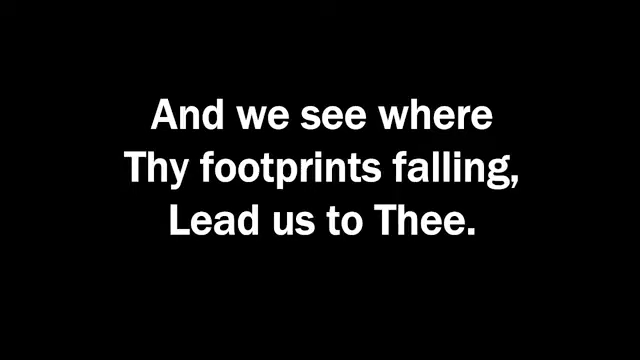 And we see where
Thy footprints falling,
Lead us to Thee.